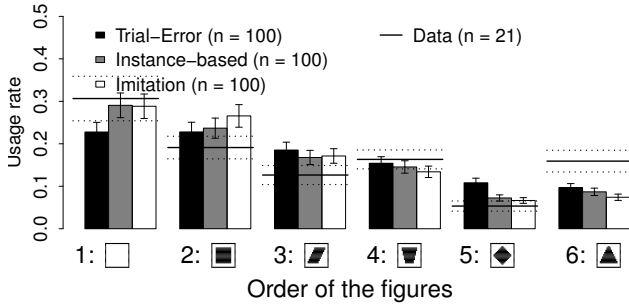 0.5
0.4
0.3
0.2
0.1
0.0
Usage rate
Trial−Error (n = 100)
Instance−based (n = 100)
Imitation (n = 100)
Data (n = 21)
1: 2: 3: 4: 5: 6:
Order of the figures